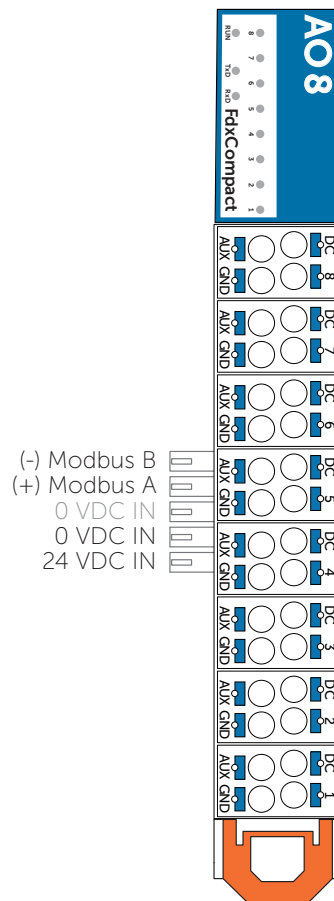 AO8
8
7
6
5
4
3
2
1
RUN
TxD
RxD
FdxCompact
DC
8
AUX GND
DC
7
AUX GND
DC
6
AUX GND
DC
5
AUX GND
DC
4
AUX GND
DC
3
AUX GND
DC
2
AUX GND
DC
1
AUX GND
(-) Modbus B
(+) Modbus A
0 VDC IN
0 VDC IN
24 VDC IN